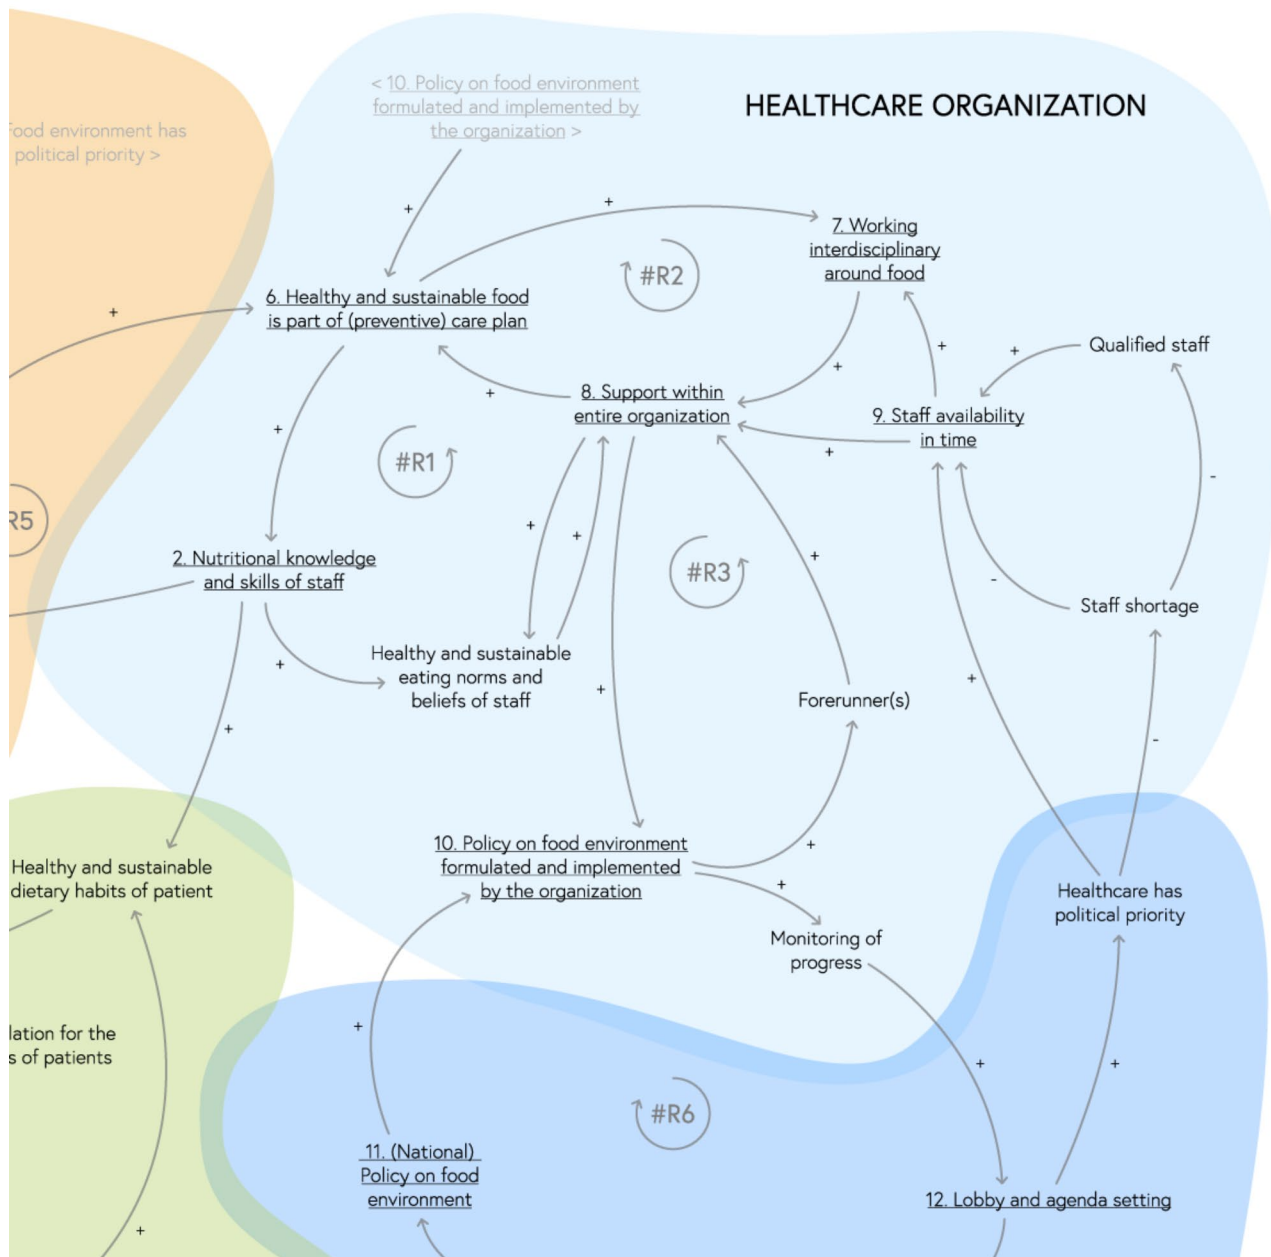 < 10. Policy on food environment
formulated and implemented by
the organization >
HEALTHCARE ORGANIZATION
food environment has
political priority >
+
+
7. Working
interdisciplinary
around food
#R2
6. Healthy and sustainable food
is part of (preventive) care plan
+
+
+
+
Qualified staff
+
8. Support within
entire organization
+
9. Staff availability
in time
+
#R1
+
-
R5
+
+
+
#R3
-
2. Nutritional knowledge
and skills of staff
Staff shortage
+
Healthy and sustainable
eating norms and
beliefs of staff
+
+
Forerunner(s)
+
-
10. Policy on food environment
formulated and implemented
by the organization
+
+
Healthy and sustainable
dietary habits of patient
Healthcare has
political priority
Monitoring of
progress
+
lation for the
s of patients
+
+
#R6
11. (National)
Policy on food
environment
12. Lobby and agenda setting
+